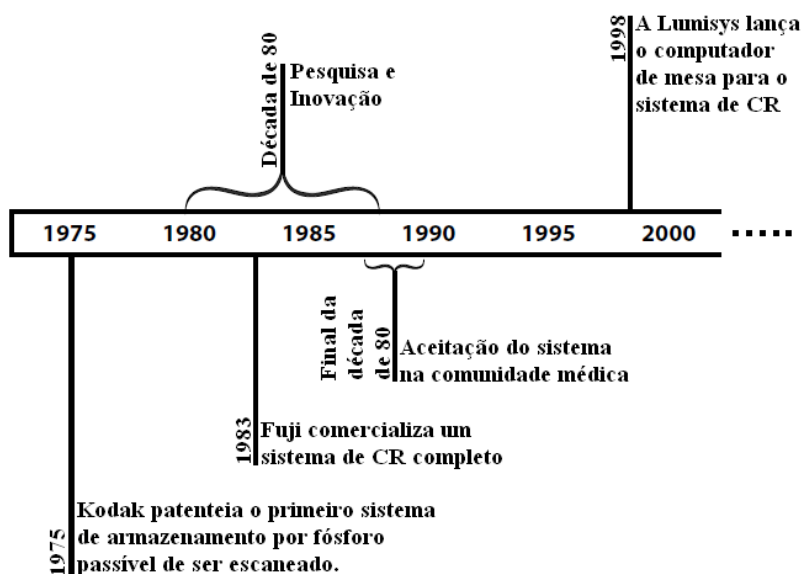 1998
A Lumisys lança
o computador
de mesa para o
sistema de CR
Década de 80
Pesquisa e
Inovação
1975 1980 1985 1990 1995 2000 .....
Final da
década
de 80
Aceitação do sistema
na comunidade médica
1983
Fuji comercializa um
sistema de CR completo
1975
Kodak patenteia o primeiro sistema
de armazenamento por fósforo
passível de ser escaneado.